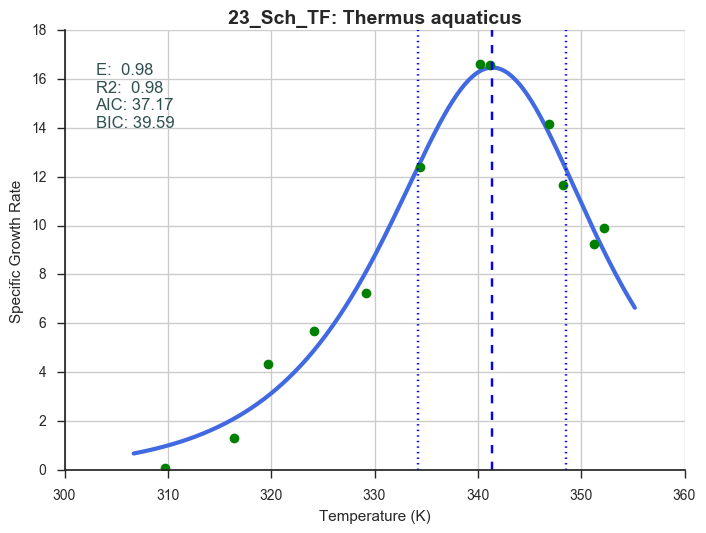 23_Sch_TF: Thermus aquaticus
E:  0.98
R2:  0.98
AIC: 37.17
BIC: 39.59
Specific Growth Rate
18
16
14
12
10
8
6
4
2
0
300 310 320 330 340 350 360
Temperature (K)